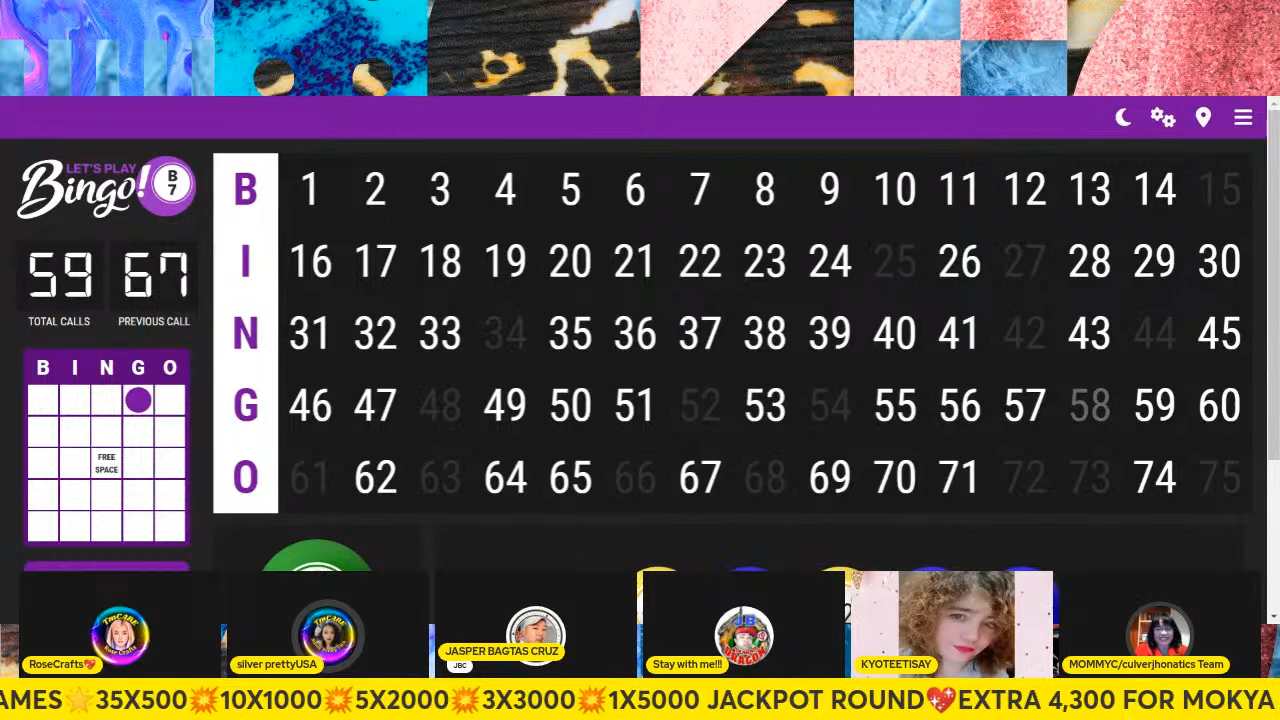 LET'S PLAY
Bingo!
B
7
59 67
TOTAL CALLS PREVIOUS CALL
B I N G O
FREE
SPACE
B 1 2 3 4 5 6 7 8 9 10 11 12 13 14 15
I 16 17 18 19 20 21 22 23 24 25 26 27 28 29 30
N 31 32 33 34 35 36 37 38 39 40 41 42 43 44 45
G 46 47 48 49 50 51 52 53 54 55 56 57 58 59 60
O 61 62 63 64 65 66 67 68 69 70 71 72 73 74 75
RoseCrafts💖
silver prettyUSA
JASPER BAGTAS CRUZ
JBC
JB
DRAGON
Stay with me!!!
KYOTEETISAY
MOMMYC/culverjhonatics Team
AMES🌟35X500💥10X1000💥5X2000💥3X3000💥1X5000 JACKPOT ROUND💖EXTRA 4,300 FOR MOKYA